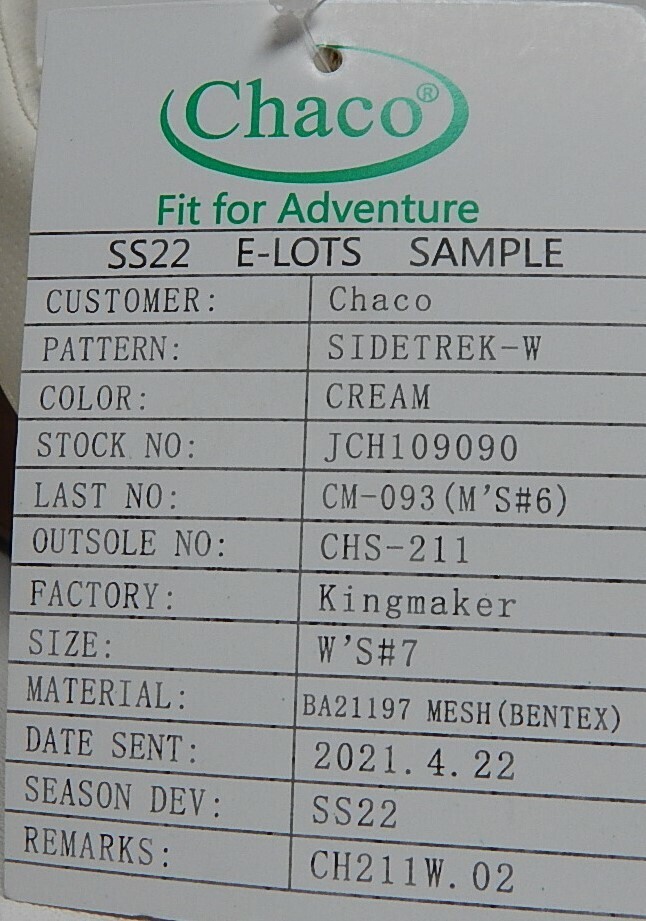 Chaco®
Fit for Adventure
SS22 E-LOTS SAMPLE
CUSTOMER: Chaco
PATTERN: SIDETREK-W
COLOR: CREAM
STOCK NO: JCH109090
LAST NO: CM-093(M'S#6)
OUTSOLE NO: CHS-211
FACTORY: Kingmaker
SIZE: W'S#7
MATERIAL: BA21197 MESH(BENTEX)
DATE SENT: 2021.4.22
SEASON DEV: SS22
REMARKS: CH211W.02